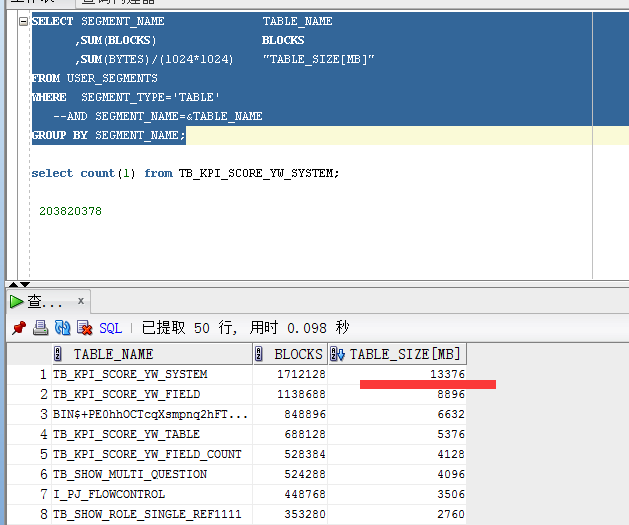 SELECT SEGMENT_NAME TABLE_NAME
,SUM(BLOCKS) BLOCKS
,SUM(BYTES)/(1024*1024) "TABLE_SIZE[MB]"
FROM USER_SEGMENTS
WHERE SEGMENT_TYPE='TABLE'
--AND SEGMENT_NAME=&TABLE_NAME
GROUP BY SEGMENT_NAME;
select count(1) from TB_KPI_SCORE_YW_SYSTEM;
203820378
查... x
SQL | 已提取 50 行, 用时 0.098 秒
TABLE_NAME BLOCKS TABLE_SIZE[MB]
1 TB_KPI_SCORE_YW_SYSTEM 1712128 13376
2 TB_KPI_SCORE_YW_FIELD 1138688 8896
3 BIN$+PE0hhOCTcqXsmpnq2hFT... 848896 6632
4 TB_KPI_SCORE_YW_TABLE 688128 5376
5 TB_KPI_SCORE_YW_FIELD_COUNT 528384 4128
6 TB_SHOW_MULTI_QUESTION 524288 4096
7 I_PJ_FLOWCONTROL 448768 3506
8 TB_SHOW_ROLE_SINGLE_REF1111 353280 2760